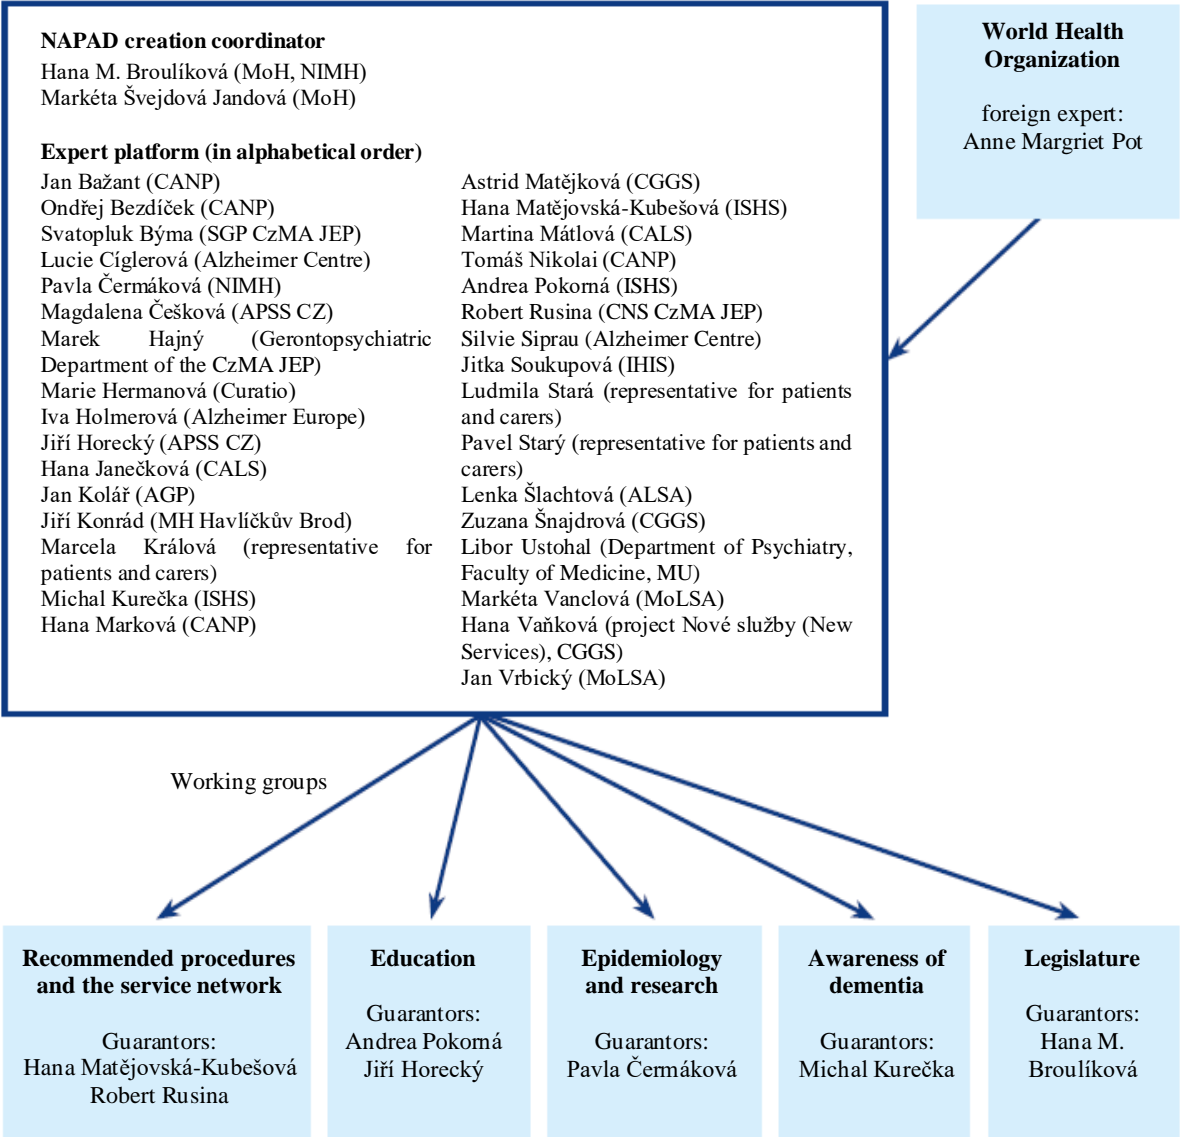 NAPAD creation coordinator
Hana M. Broulíková (MoH, NIMH)
Markéta Švejdová Jandová (MoH)
Expert platform (in alphabetical order)
Jan Bažant (CANP)
Ondřej Bezdíček (CANP)
Svatopluk Býma (SGP CzMA JEP)
Lucie Cíglerová (Alzheimer Centre)
Pavla Čermáková (NIMH)
Magdalena Češková (APSS CZ)
Marek Hajný (Gerontopsychiatric
Department of the CzMA JEP)
Marie Hermanová (Curatio)
Iva Holmerová (Alzheimer Europe)
Jiří Horecký (APSS CZ)
Hana Janečková (CALS)
Jan Kolář (AGP)
Jiří Konrád (MH Havlíčkův Brod)
Marcela Králová (representative for
patients and carers)
Michal Kurečka (ISHS)
Hana Marková (CANP)
Astrid Matějková (CGGS)
Hana Matějovská-Kubešová (ISHS)
Martina Mátlová (CALS)
Tomáš Nikolai (CANP)
Andrea Pokorná (ISHS)
Robert Rusina (CNS CzMA JEP)
Silvie Siprau (Alzheimer Centre)
Jitka Soukupová (IHIS)
Ludmila Stará (representative for patients
and carers)
Pavel Starý (representative for patients and
carers)
Lenka Šlachtová (ALSA)
Zuzana Šnajdrová (CGGS)
Libor Ustohal (Department of Psychiatry,
Faculty of Medicine, MU)
Markéta Vanclová (MoLSA)
Hana Vaňková (project Nové služby (New
Services), CGGS)
Jan Vrbický (MoLSA)
World Health
Organization
foreign expert:
Anne Margriet Pot
Working groups
Recommended procedures
and the service network
Guarantors:
Hana Matějovská-Kubešová
Robert Rusina
Education
Guarantors:
Andrea Pokorná
Jiří Horecký
Epidemiology
and research
Guarantors:
Pavla Čermáková
Awareness of
dementia
Guarantors:
Michal Kurečka
Legislature
Guarantors:
Hana M.
Broulíková